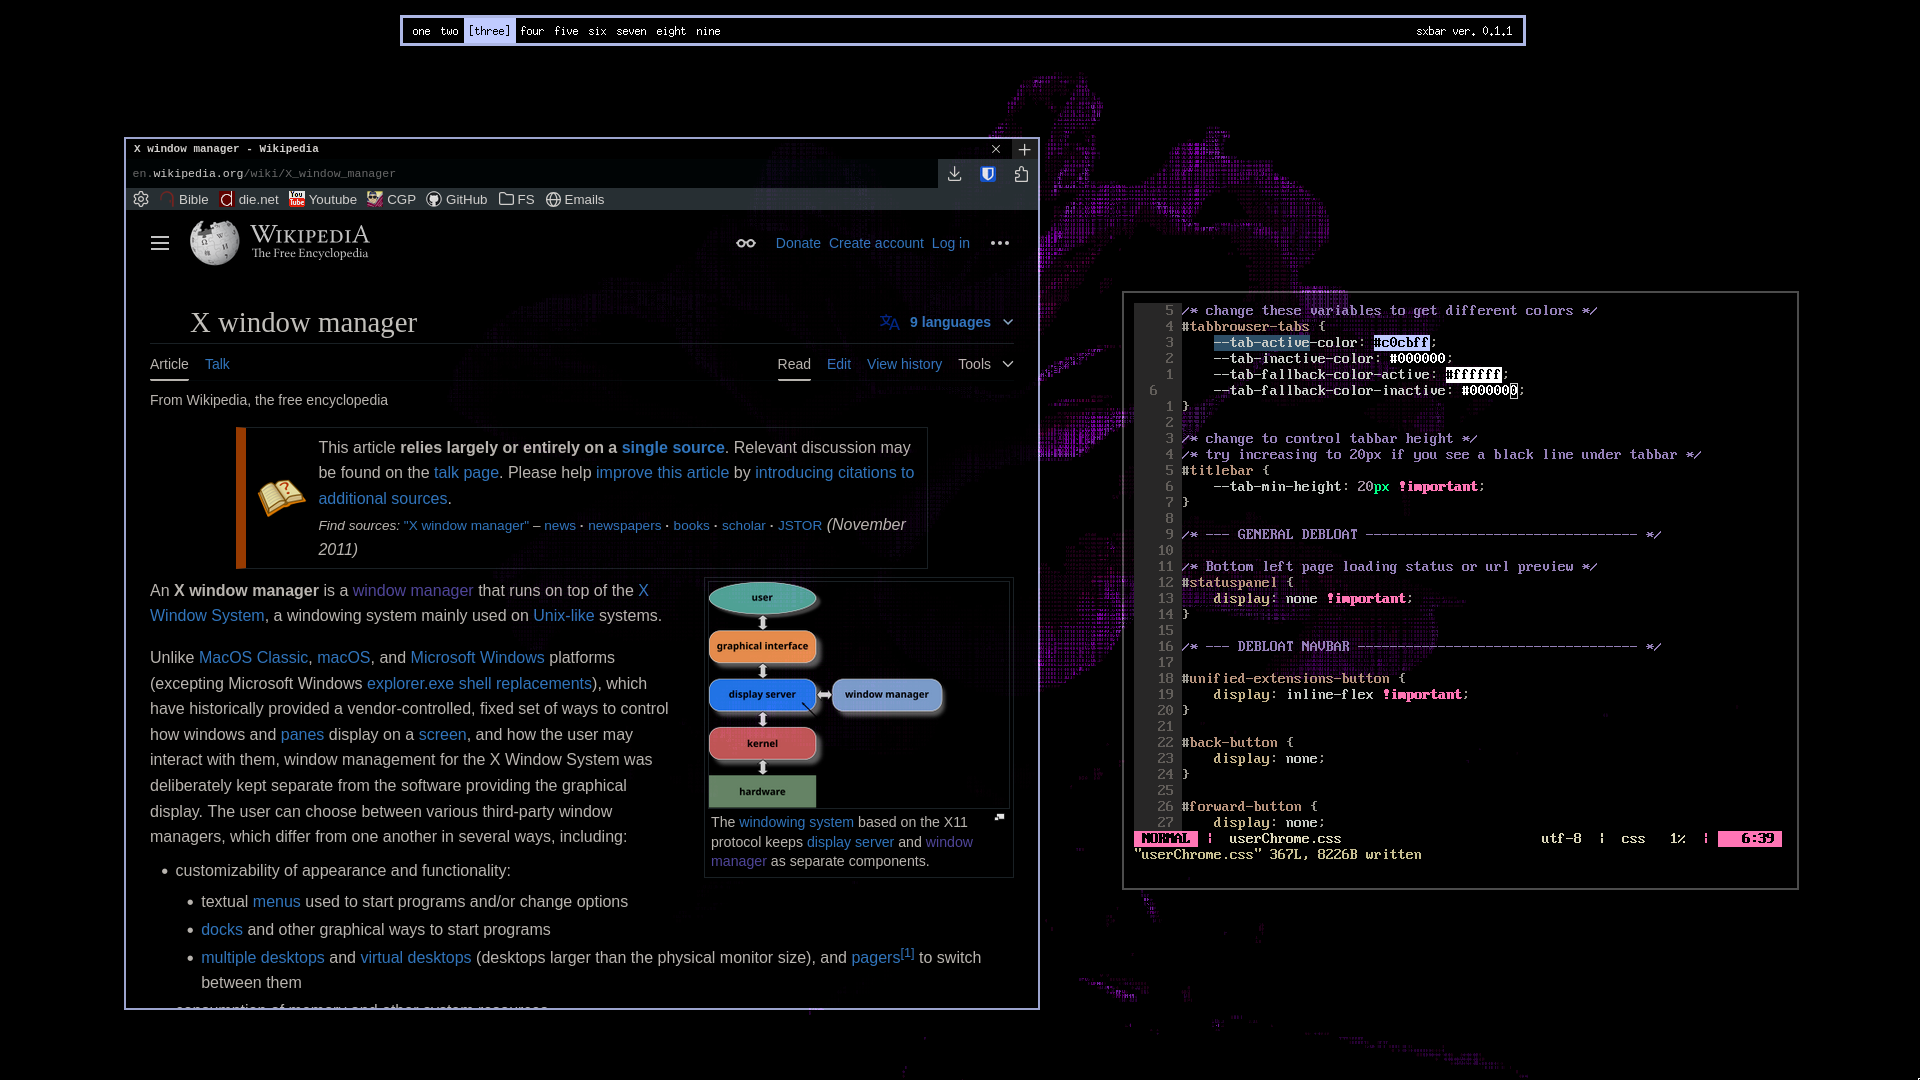 one two [three] four five six seven eight nine sxbar ver. 0.1.1
X window manager - Wikipedia
en.wikipedia.org/wiki/X_window_manager
Bible die.net Youtube CGP GitHub FS Emails
WIKIPEDIA
The Free Encyclopedia
Donate Create account Log in
X window manager
9 languages
Article Talk Read Edit View history Tools
From Wikipedia, the free encyclopedia
This article relies largely or entirely on a single source. Relevant discussion may
be found on the talk page. Please help improve this article by introducing citations to
additional sources.
Find sources: "X window manager" – news · newspapers · books · scholar · JSTOR (November
2011)
An X window manager is a window manager that runs on top of the X
Window System, a windowing system mainly used on Unix-like systems.
Unlike MacOS Classic, macOS, and Microsoft Windows platforms
(excepting Microsoft Windows explorer.exe shell replacements), which
have historically provided a vendor-controlled, fixed set of ways to control
how windows and panes display on a screen, and how the user may
interact with them, window management for the X Window System was
deliberately kept separate from the software providing the graphical
display. The user can choose between various third-party window
managers, which differ from one another in several ways, including:
• customizability of appearance and functionality:
• textual menus used to start programs and/or change options
• docks and other graphical ways to start programs
• multiple desktops and virtual desktops (desktops larger than the physical monitor size), and pagers[1] to switch
between them
consumption of memory and other system resources
user
graphical interface
display server
window manager
kernel
hardware
The windowing system based on the X11
protocol keeps display server and window
manager as separate components.
5 /* change these variables to get different colors */
4 #tabbrowser-tabs {
3 --tab-active-color: #c0cbff;
2 --tab-inactive-color: #000000;
1 --tab-fallback-color-active: #ffffff;
6 --tab-fallback-color-inactive: #000000;
1 }
2
3 /* change to control tabbar height */
4 /* try increasing to 20px if you see a black line under tabbar */
5 #titlebar {
6 --tab-min-height: 20px !important;
7 }
8
9 /* --- GENERAL DEBLOAT ---------------------------------- */
10
11 /* Bottom left page loading status or url preview */
12 #statuspanel {
13 display: none !important;
14 }
15
16 /* --- DEBLOAT NAVBAR ----------------------------------- */
17
18 #unified-extensions-button {
19 display: inline-flex !important;
20 }
21
22 #back-button {
23 display: none;
24 }
25
26 #forward-button {
27 display: none;
NORMAL | userChrome.css utf-8 | css 1% | 6:39
"userChrome.css" 367L, 8226B written